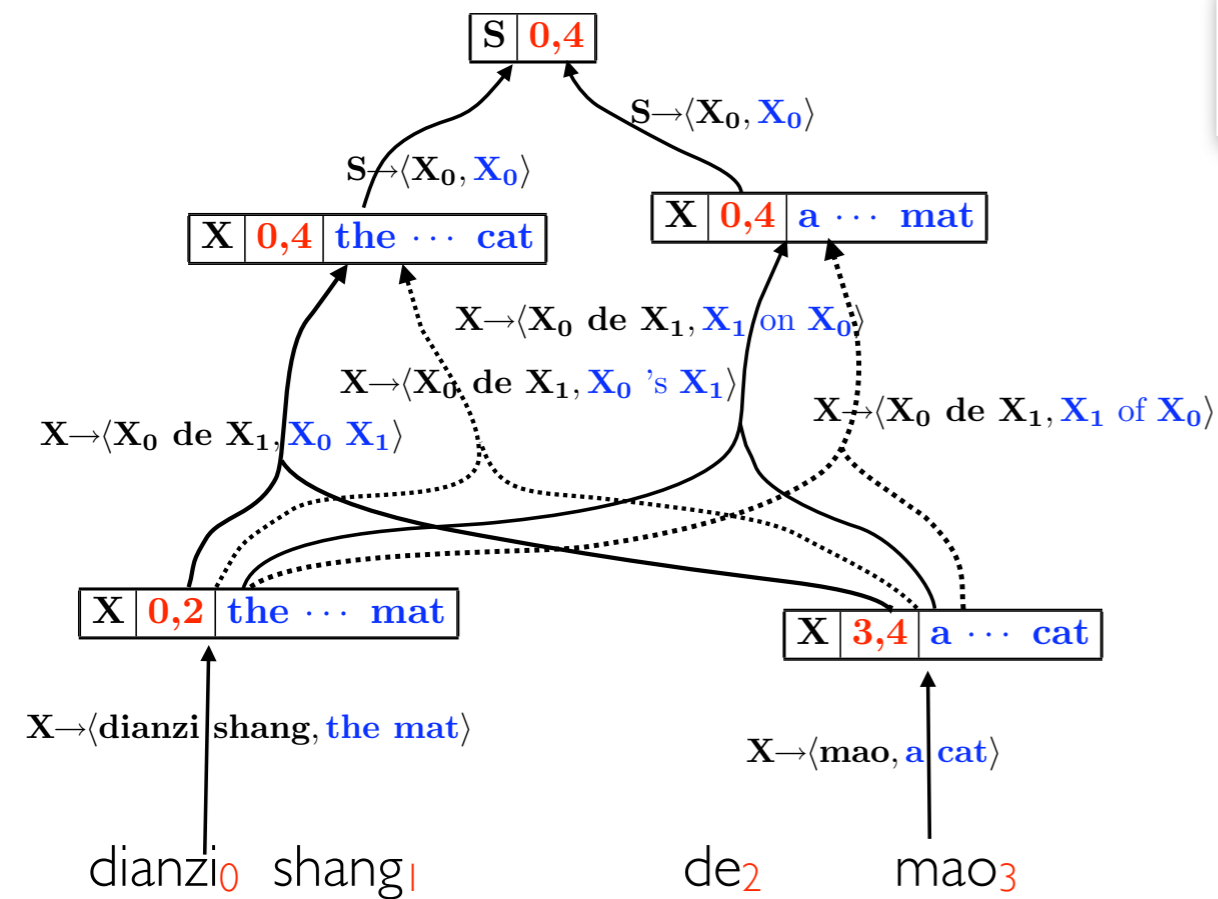 S 0,4
S→⟨X₀, X₀⟩
S→⟨X₀, X₀⟩
X 0,4 the ··· cat
X 0,4 a ··· mat
X→⟨X₀ de X₁, X₁ on X₀⟩
X→⟨X₀ de X₁, X₀ 's X₁⟩
X→⟨X₀ de X₁, X₁ of X₀⟩
X→⟨X₀ de X₁, X₀ X₁⟩
X 0,2 the ··· mat
X 3,4 a ··· cat
X→⟨dianzi shang, the mat⟩
X→⟨mao, a cat⟩
dianzi₀ shang₁ de₂ mao₃